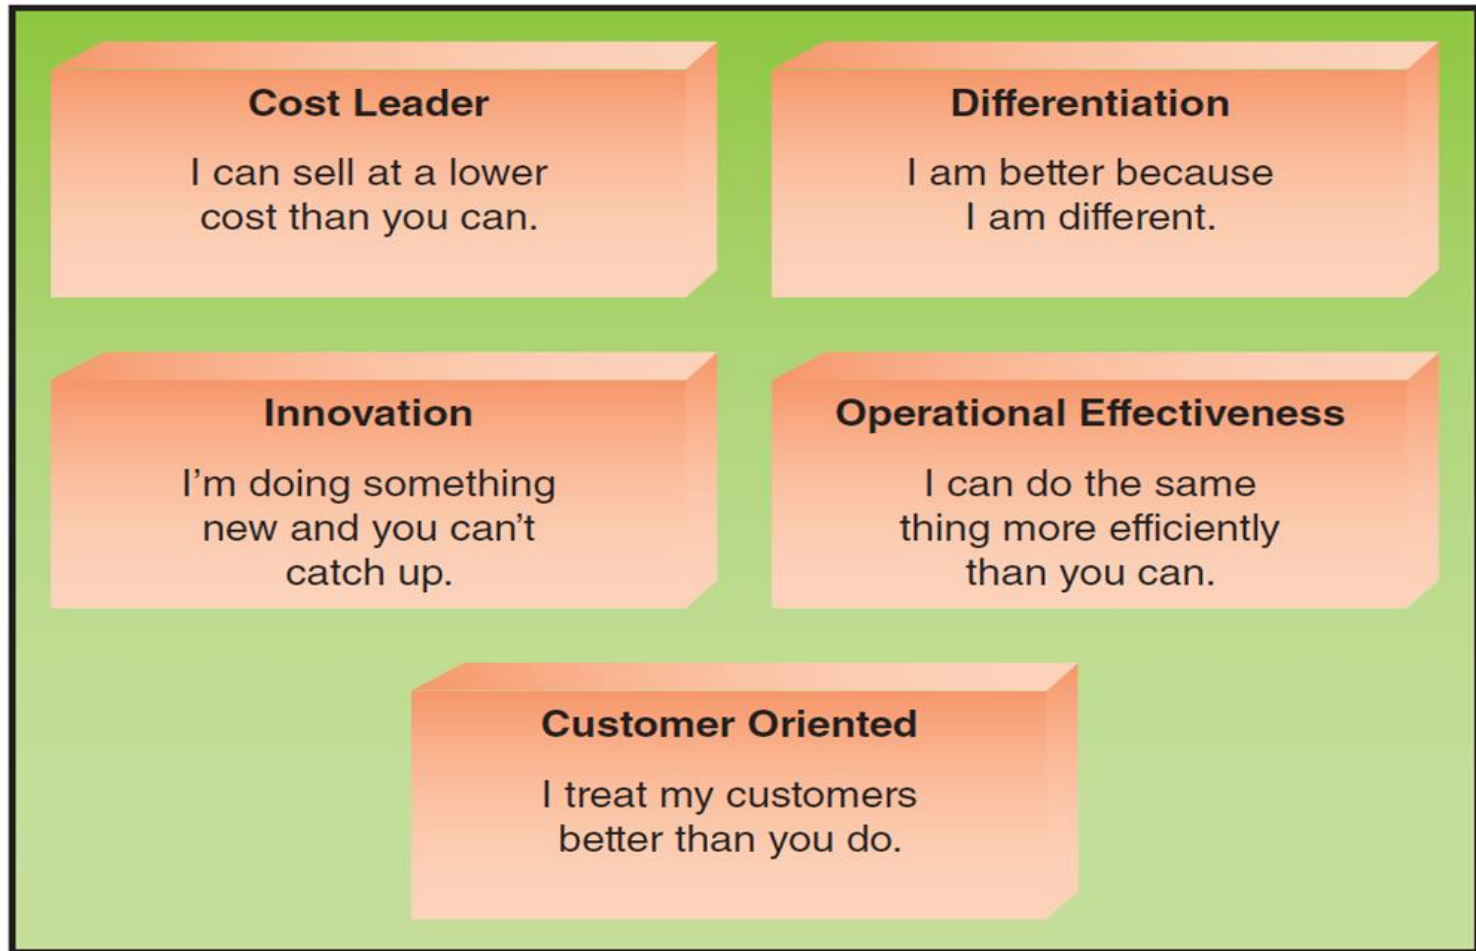 Cost Leader
I can sell at a lower
cost than you can.
Differentiation
I am better because
I am different.
Innovation
I’m doing something
new and you can’t
catch up.
Operational Effectiveness
I can do the same
thing more efficiently
than you can.
Customer Oriented
I treat my customers
better than you do.